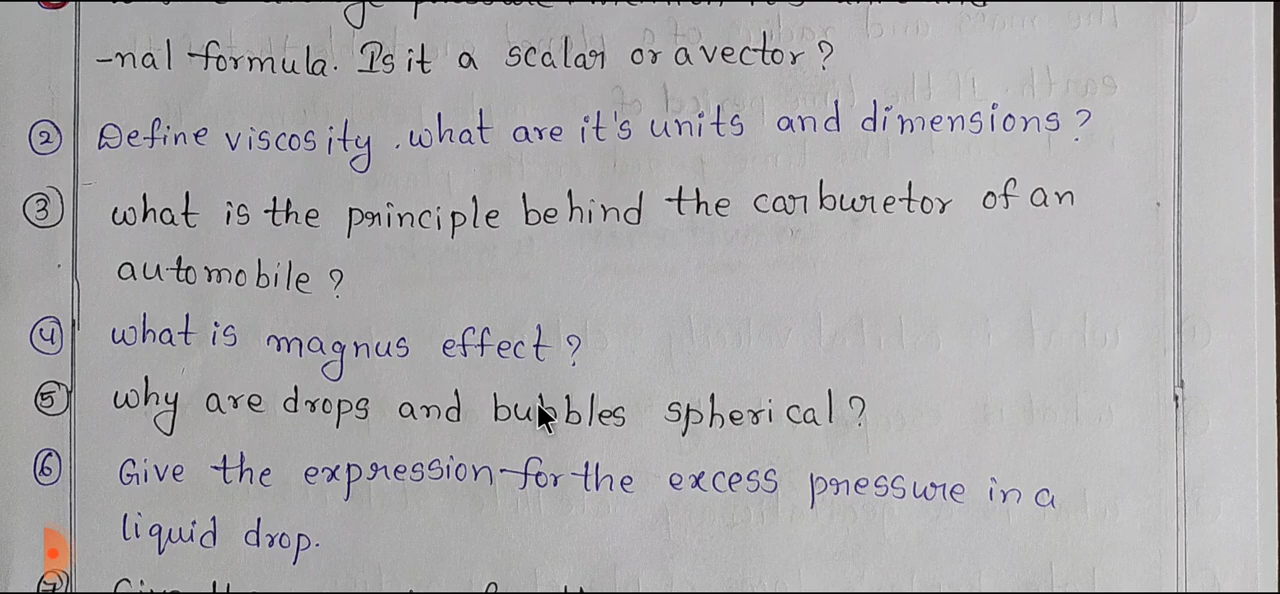 -nal formula. Is it a scalar or a vector?
② Define viscosity. what are it's units and dimensions?
③ what is the principle behind the carburetor of an
automobile?
④ what is magnus effect?
⑤ why are drops and bubbles spherical?
⑥ Give the expression for the excess pressure in a
liquid drop.